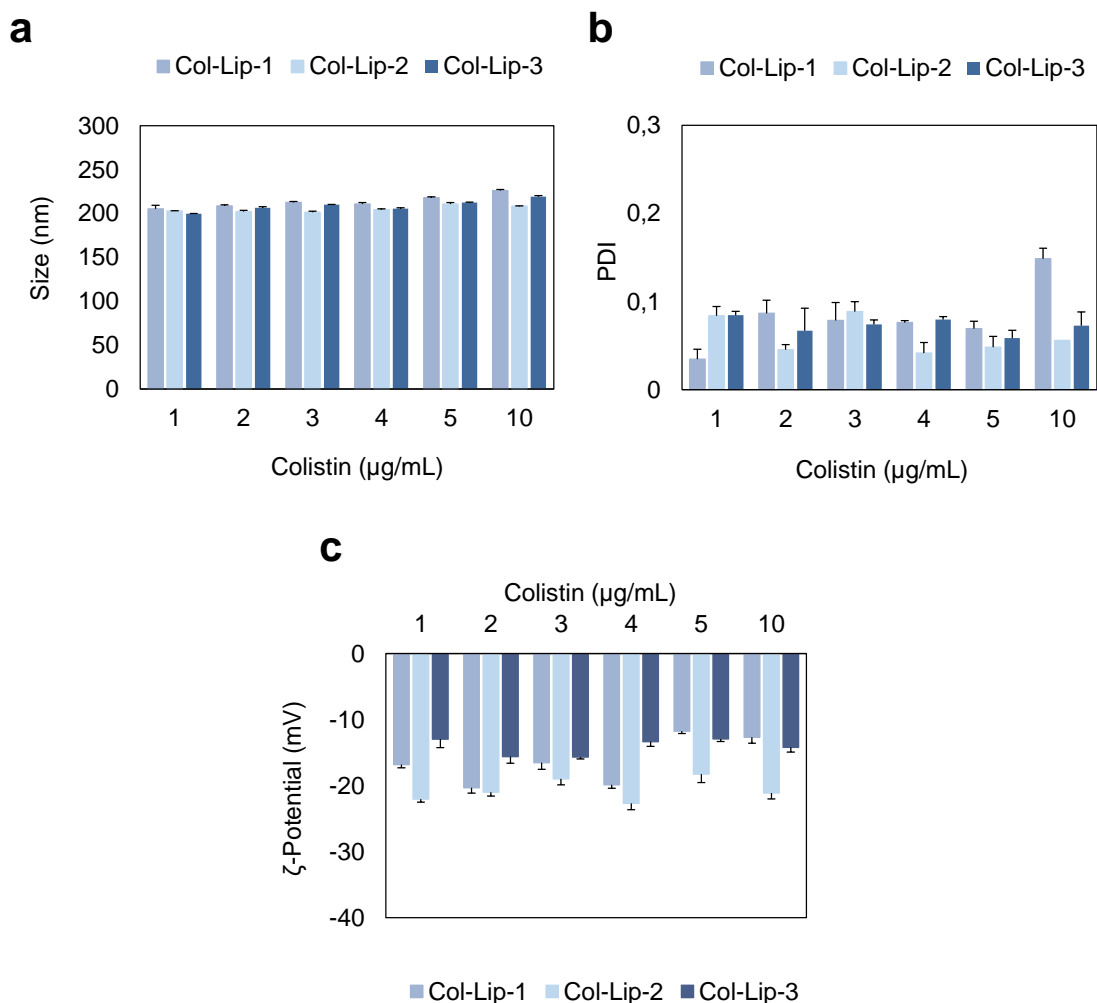 a
Col-Lip-1 Col-Lip-2 Col-Lip-3
300
250
200
150
100
50
0
Size (nm)
1 2 3 4 5 10
Colistin (µg/mL)
b
Col-Lip-1 Col-Lip-2 Col-Lip-3
0,3
0,2
0,1
0
PDI
1 2 3 4 5 10
Colistin (µg/mL)
c
Colistin (µg/mL)
1 2 3 4 5 10
0
-10
-20
-30
-40
ζ-Potential (mV)
Col-Lip-1 Col-Lip-2 Col-Lip-3